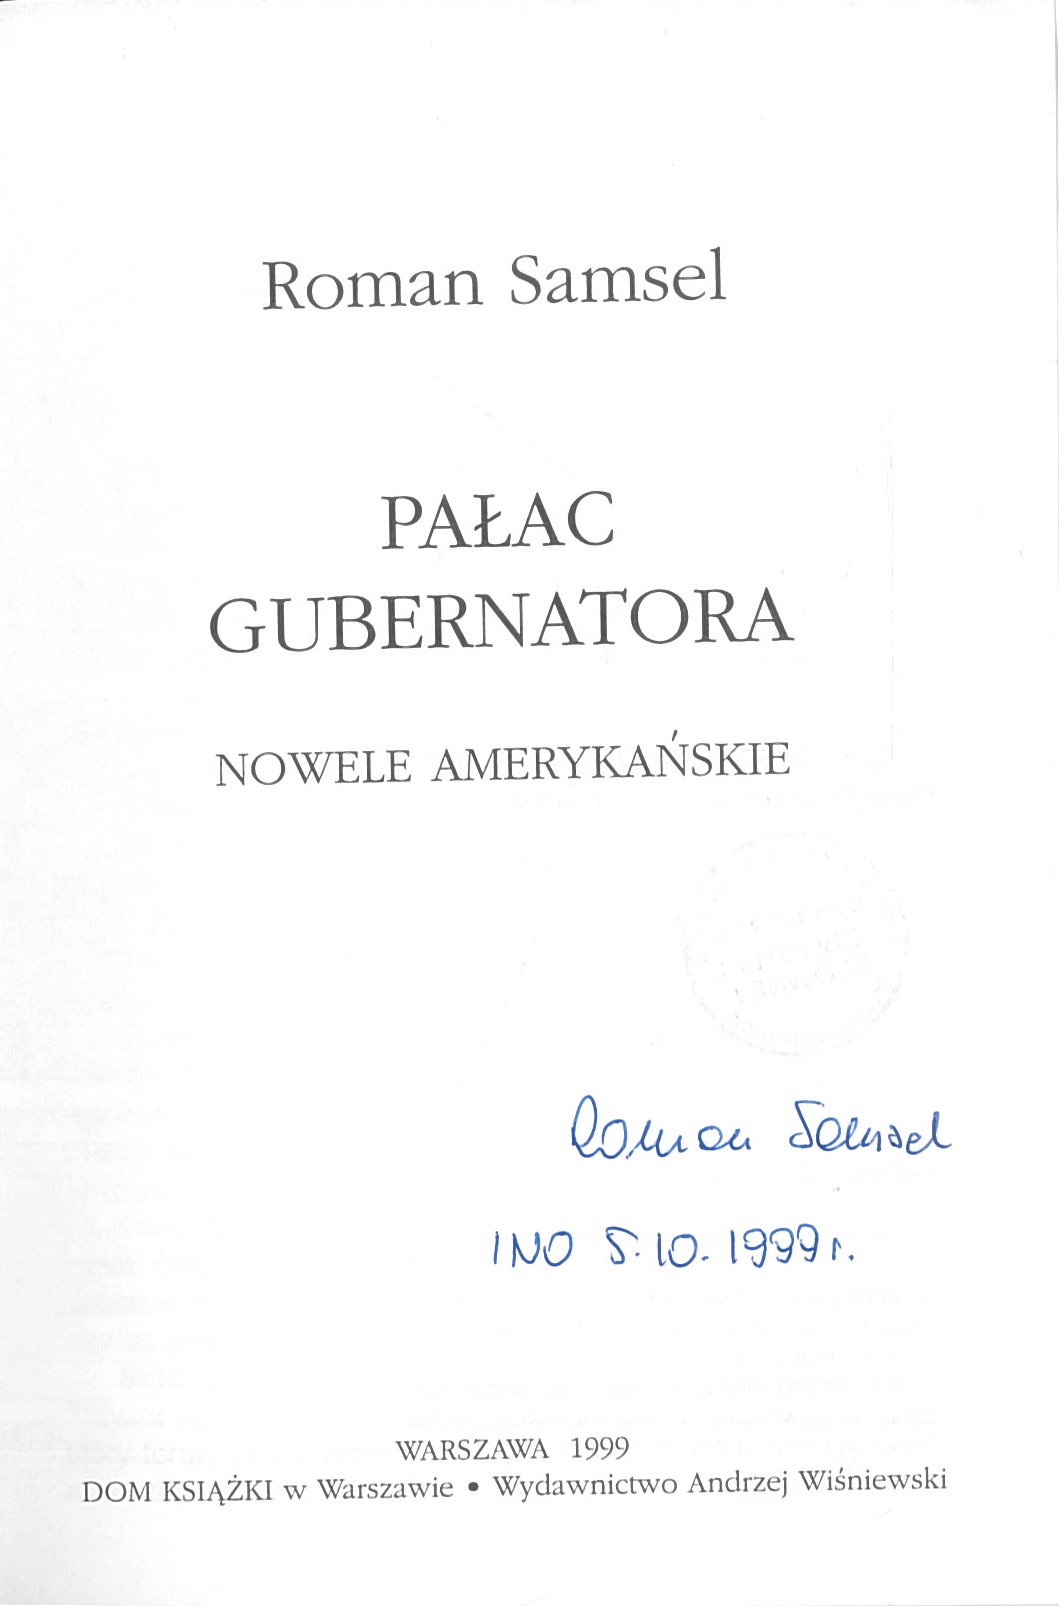 Roman Samsel
PAŁAC
GUBERNATORA
NOWELE AMERYKAŃSKIE
Roman Samsel
INO 5.10.1999 r.
WARSZAWA 1999
DOM KSIĄŻKI w Warszawie • Wydawnictwo Andrzej Wiśniewski